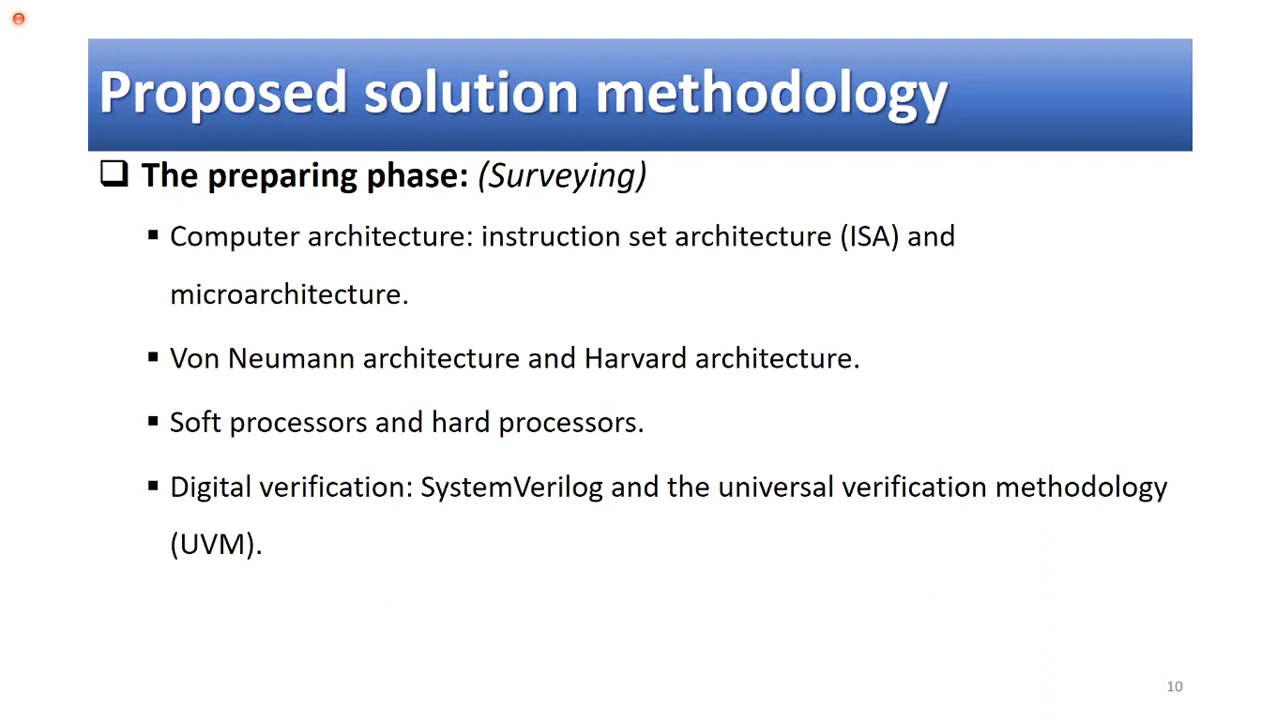 Proposed solution methodology
❑ The preparing phase: (Surveying)
▪ Computer architecture: instruction set architecture (ISA) and
microarchitecture.
▪ Von Neumann architecture and Harvard architecture.
▪ Soft processors and hard processors.
▪ Digital verification: SystemVerilog and the universal verification methodology
(UVM).
10